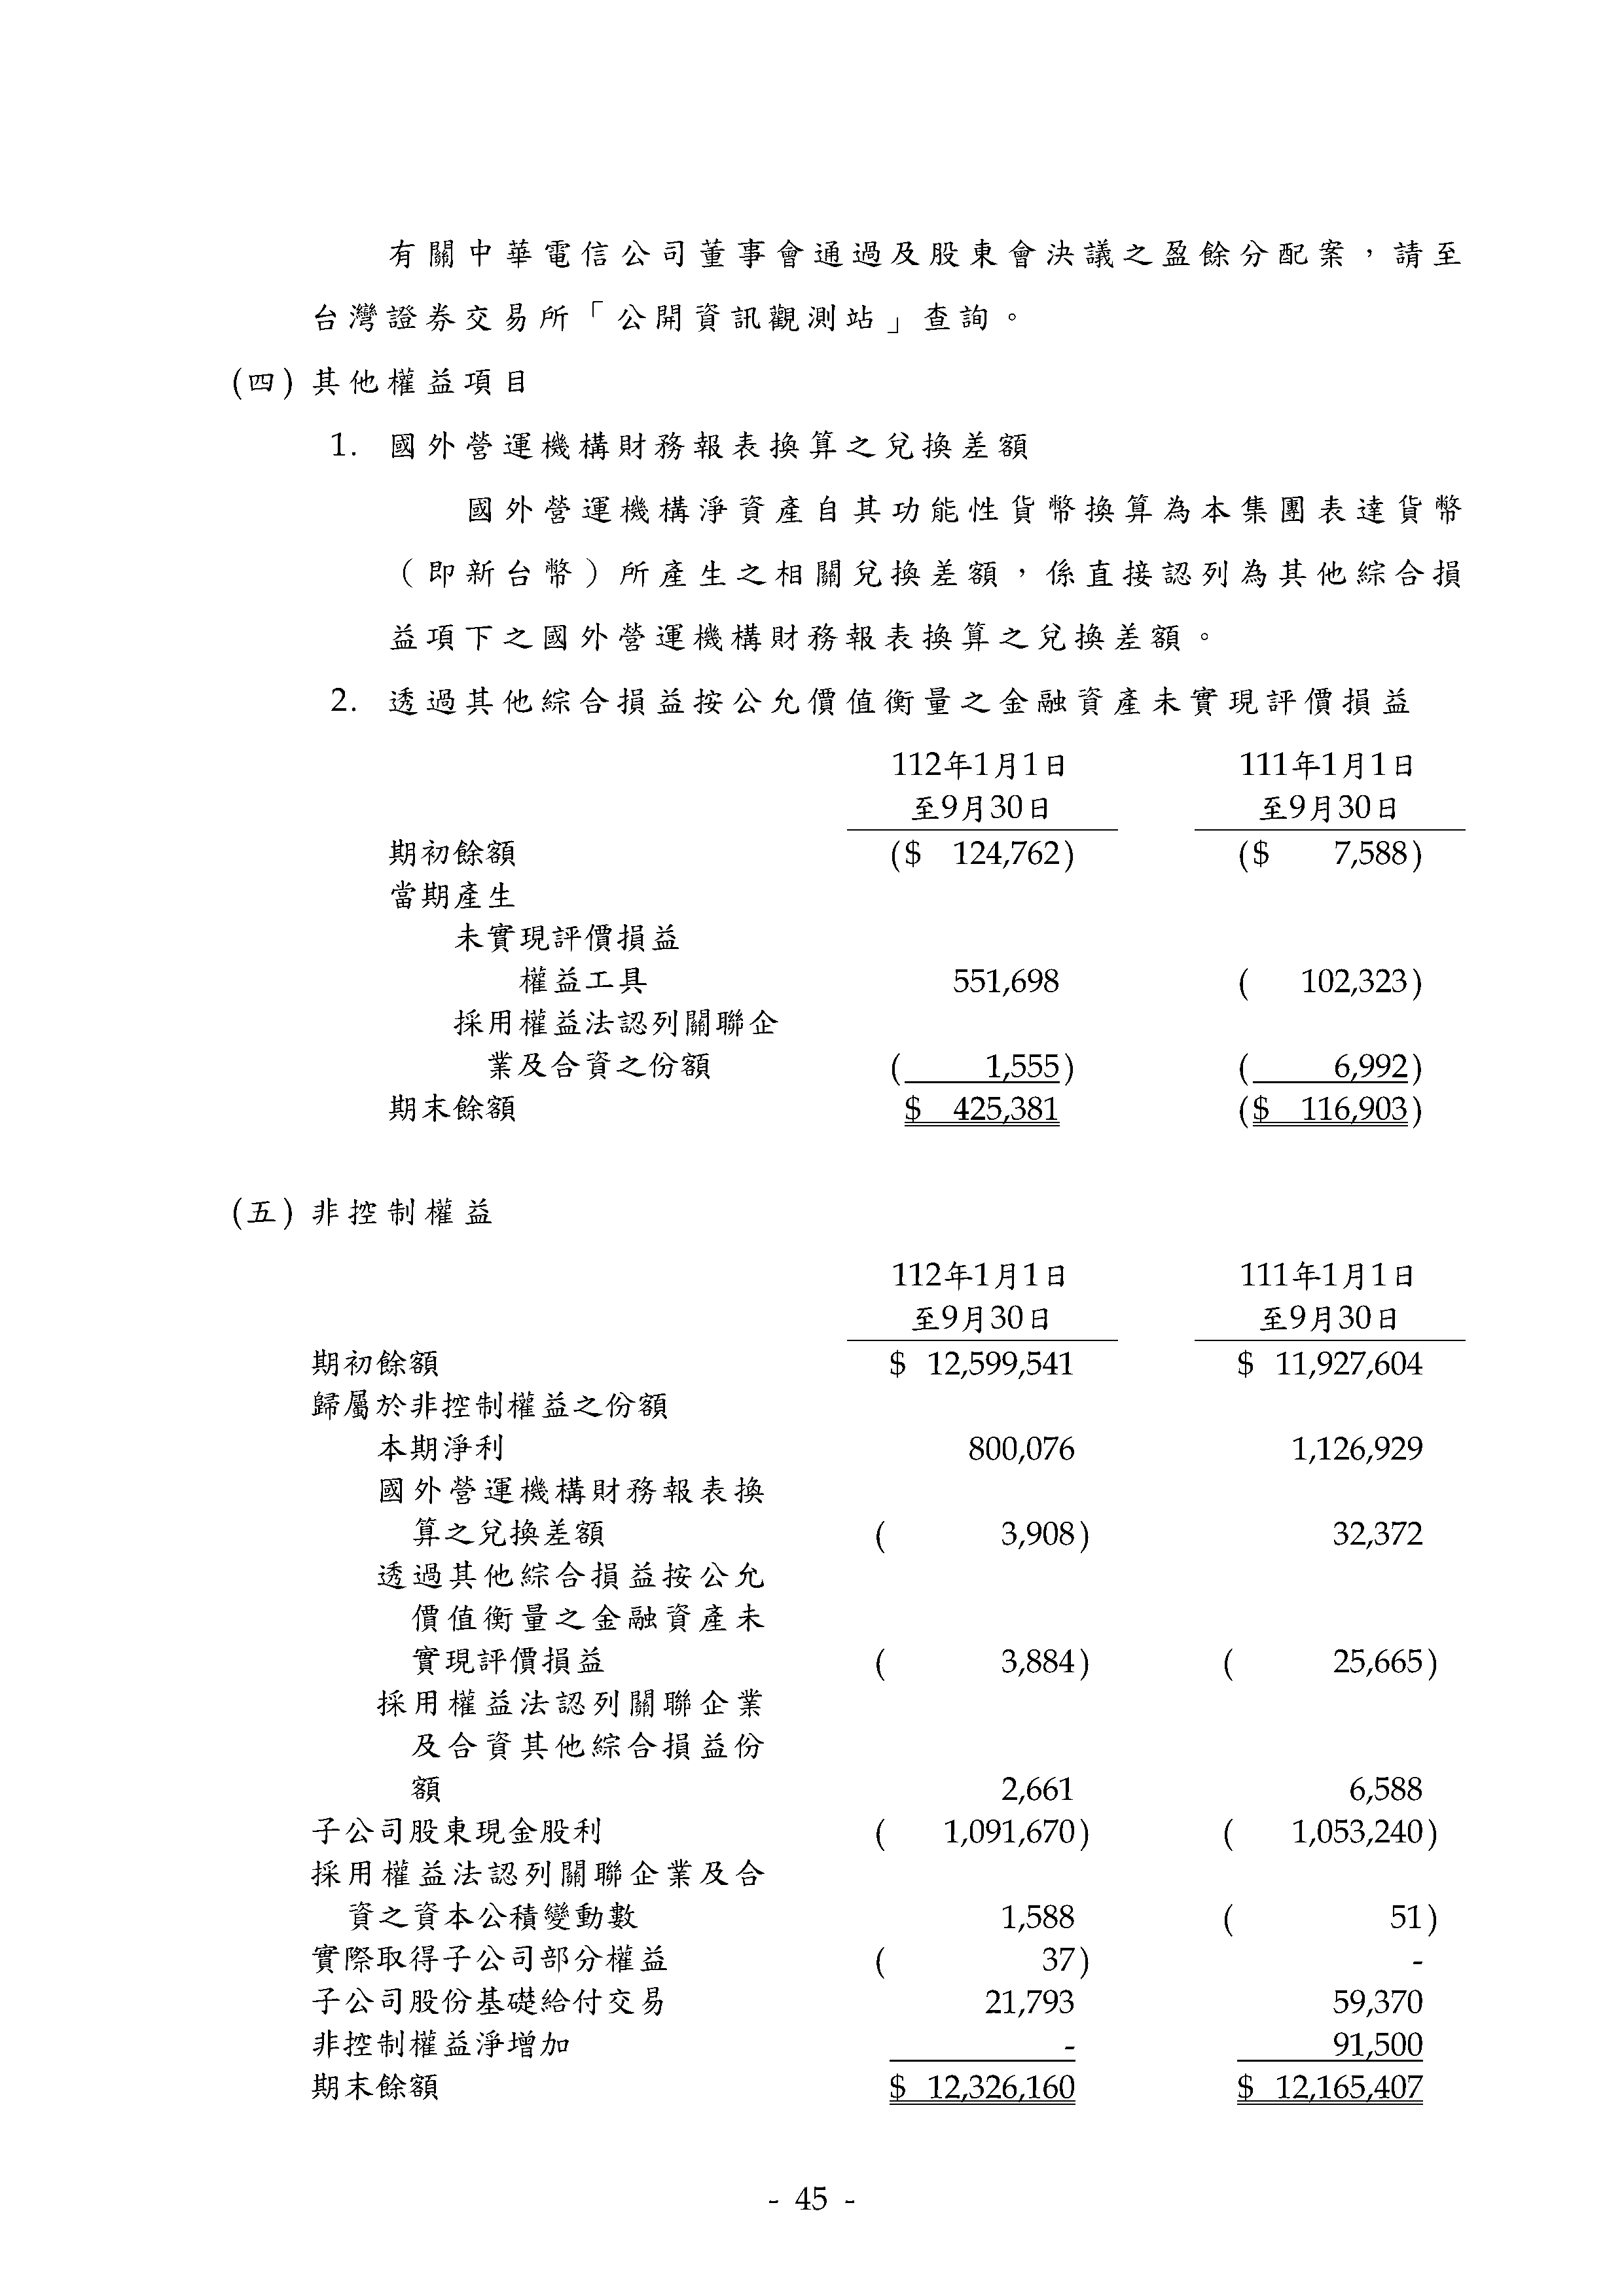 有關中華電信公司董事會通過及股東會決議之盈餘分配案，請至
台灣證券交易所「公開資訊觀測站」查詢。
(四) 其他權益項目
1. 國外營運機構財務報表換算之兌換差額
國外營運機構淨資產自其功能性貨幣換算為本集團表達貨幣
（即新台幣）所產生之相關兌換差額，係直接認列為其他綜合損
益項下之國外營運機構財務報表換算之兌換差額。
2. 透過其他綜合損益按公允價值衡量之金融資產未實現評價損益
112年1月1日 111年1月1日
至9月30日 至9月30日
期初餘額 ($ 124,762) ($ 7,588)
當期產生
未實現評價損益
權益工具 551,698 ( 102,323)
採用權益法認列關聯企
業及合資之份額 ( 1,555) ( 6,992)
期末餘額 $ 425,381 ($ 116,903)
(五) 非控制權益
112年1月1日 111年1月1日
至9月30日 至9月30日
期初餘額 $ 12,599,541 $ 11,927,604
歸屬於非控制權益之份額
本期淨利 800,076 1,126,929
國外營運機構財務報表換
算之兌換差額 ( 3,908) 32,372
透過其他綜合損益按公允
價值衡量之金融資產未
實現評價損益 ( 3,884) ( 25,665)
採用權益法認列關聯企業
及合資其他綜合損益份
額 2,661 6,588
子公司股東現金股利 ( 1,091,670) ( 1,053,240)
採用權益法認列關聯企業及合
資之資本公積變動數 1,588 ( 51)
實際取得子公司部分權益 ( 37) -
子公司股份基礎給付交易 21,793 59,370
非控制權益淨增加 - 91,500
期末餘額 $ 12,326,160 $ 12,165,407
- 45 -